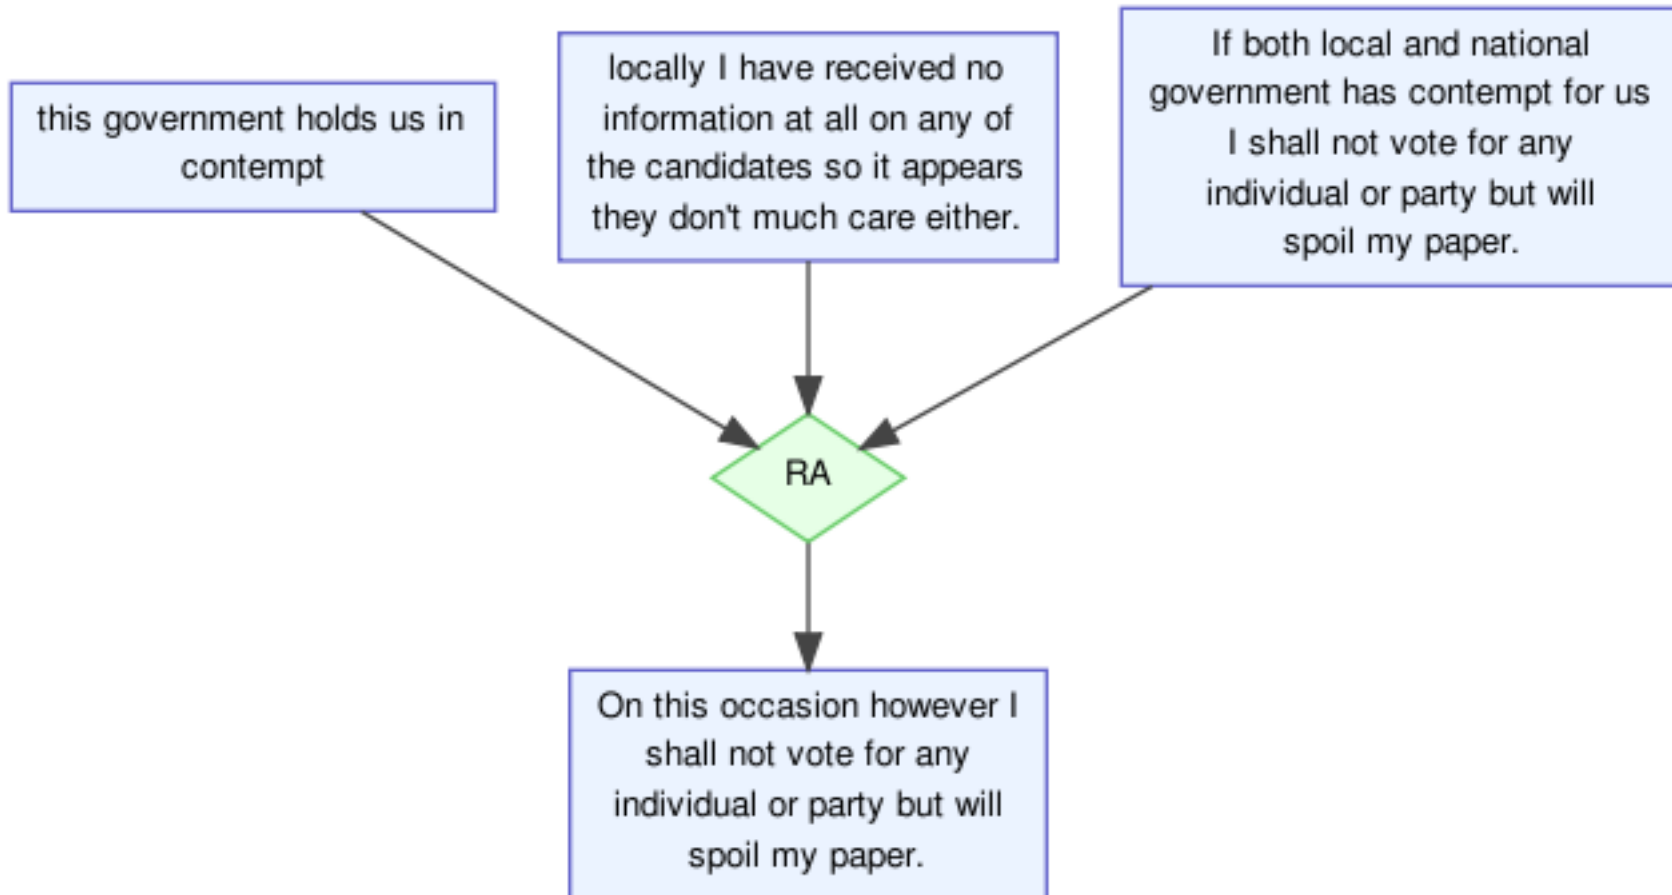 this government holds us in
contempt
locally I have received no
information at all on any of
the candidates so it appears
they don't much care either.
If both local and national
government has contempt for us
I shall not vote for any
individual or party but will
spoil my paper.
RA
On this occasion however I
shall not vote for any
individual or party but will
spoil my paper.